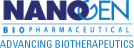 NANOGEN
BIOPHARMACEUTICAL
ADVANCING BIOTHERAPEUTICS